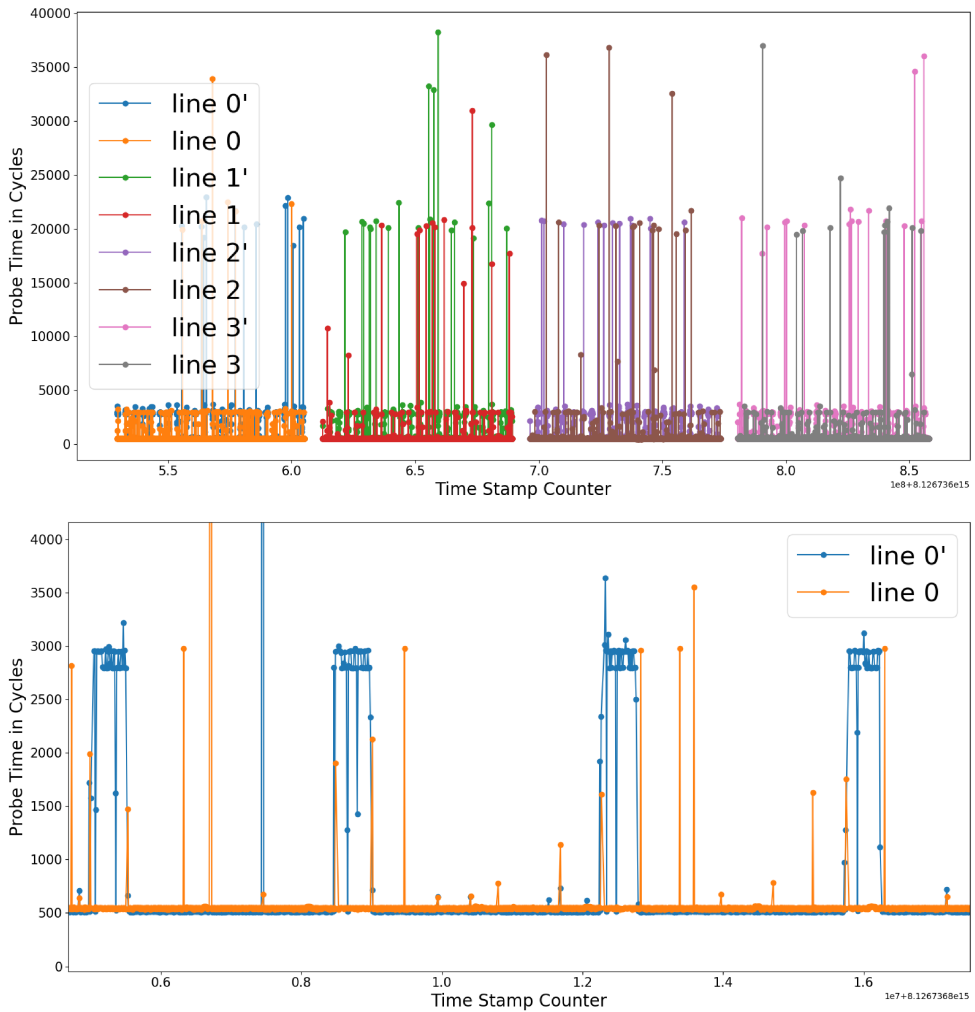 40000
35000
30000
25000
20000
15000
10000
5000
0
Probe Time in Cycles
line 0'
line 0
line 1'
line 1
line 2'
line 2
line 3'
line 3
5.5
6.0
6.5
7.0
7.5
8.0
8.5
Time Stamp Counter
1e8+8.126736e15
4000
3500
3000
2500
2000
1500
1000
500
0
Probe Time in Cycles
line 0'
line 0
0.6
0.8
1.0
1.2
1.4
1.6
Time Stamp Counter
1e7+8.1267368e15